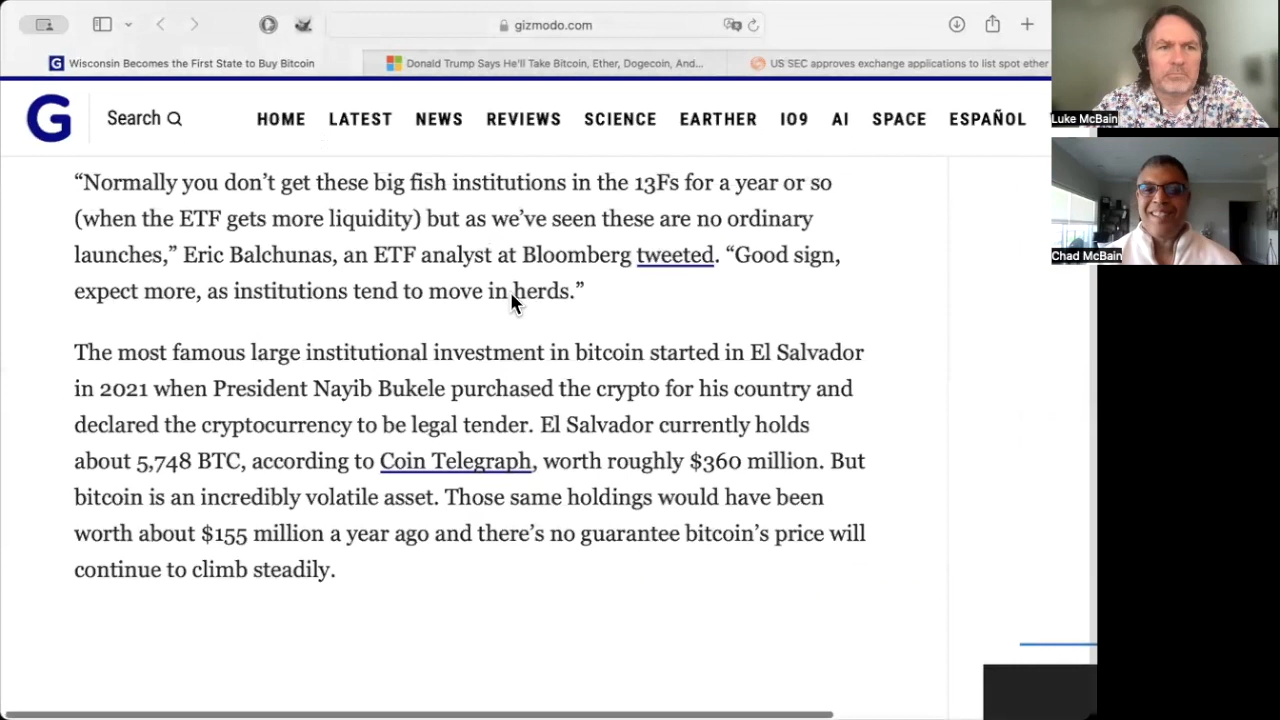 gizmodo.com
Wisconsin Becomes the First State to Buy Bitcoin
Donald Trump Says He'll Take Bitcoin, Ether, Dogecoin, And...
US SEC approves exchange applications to list spot ether
G
Search
HOME LATEST NEWS REVIEWS SCIENCE EARTHER IO9 AI SPACE ESPAÑOL
“Normally you don’t get these big fish institutions in the 13Fs for a year or so
(when the ETF gets more liquidity) but as we’ve seen these are no ordinary
launches,” Eric Balchunas, an ETF analyst at Bloomberg tweeted. “Good sign,
expect more, as institutions tend to move in herds.”
The most famous large institutional investment in bitcoin started in El Salvador
in 2021 when President Nayib Bukele purchased the crypto for his country and
declared the cryptocurrency to be legal tender. El Salvador currently holds
about 5,748 BTC, according to Coin Telegraph, worth roughly $360 million. But
bitcoin is an incredibly volatile asset. Those same holdings would have been
worth about $155 million a year ago and there’s no guarantee bitcoin’s price will
continue to climb steadily.
Luke McBain
Chad McBain